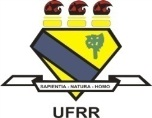 SAPIENTIA - NATURA - HOMO
UFRR